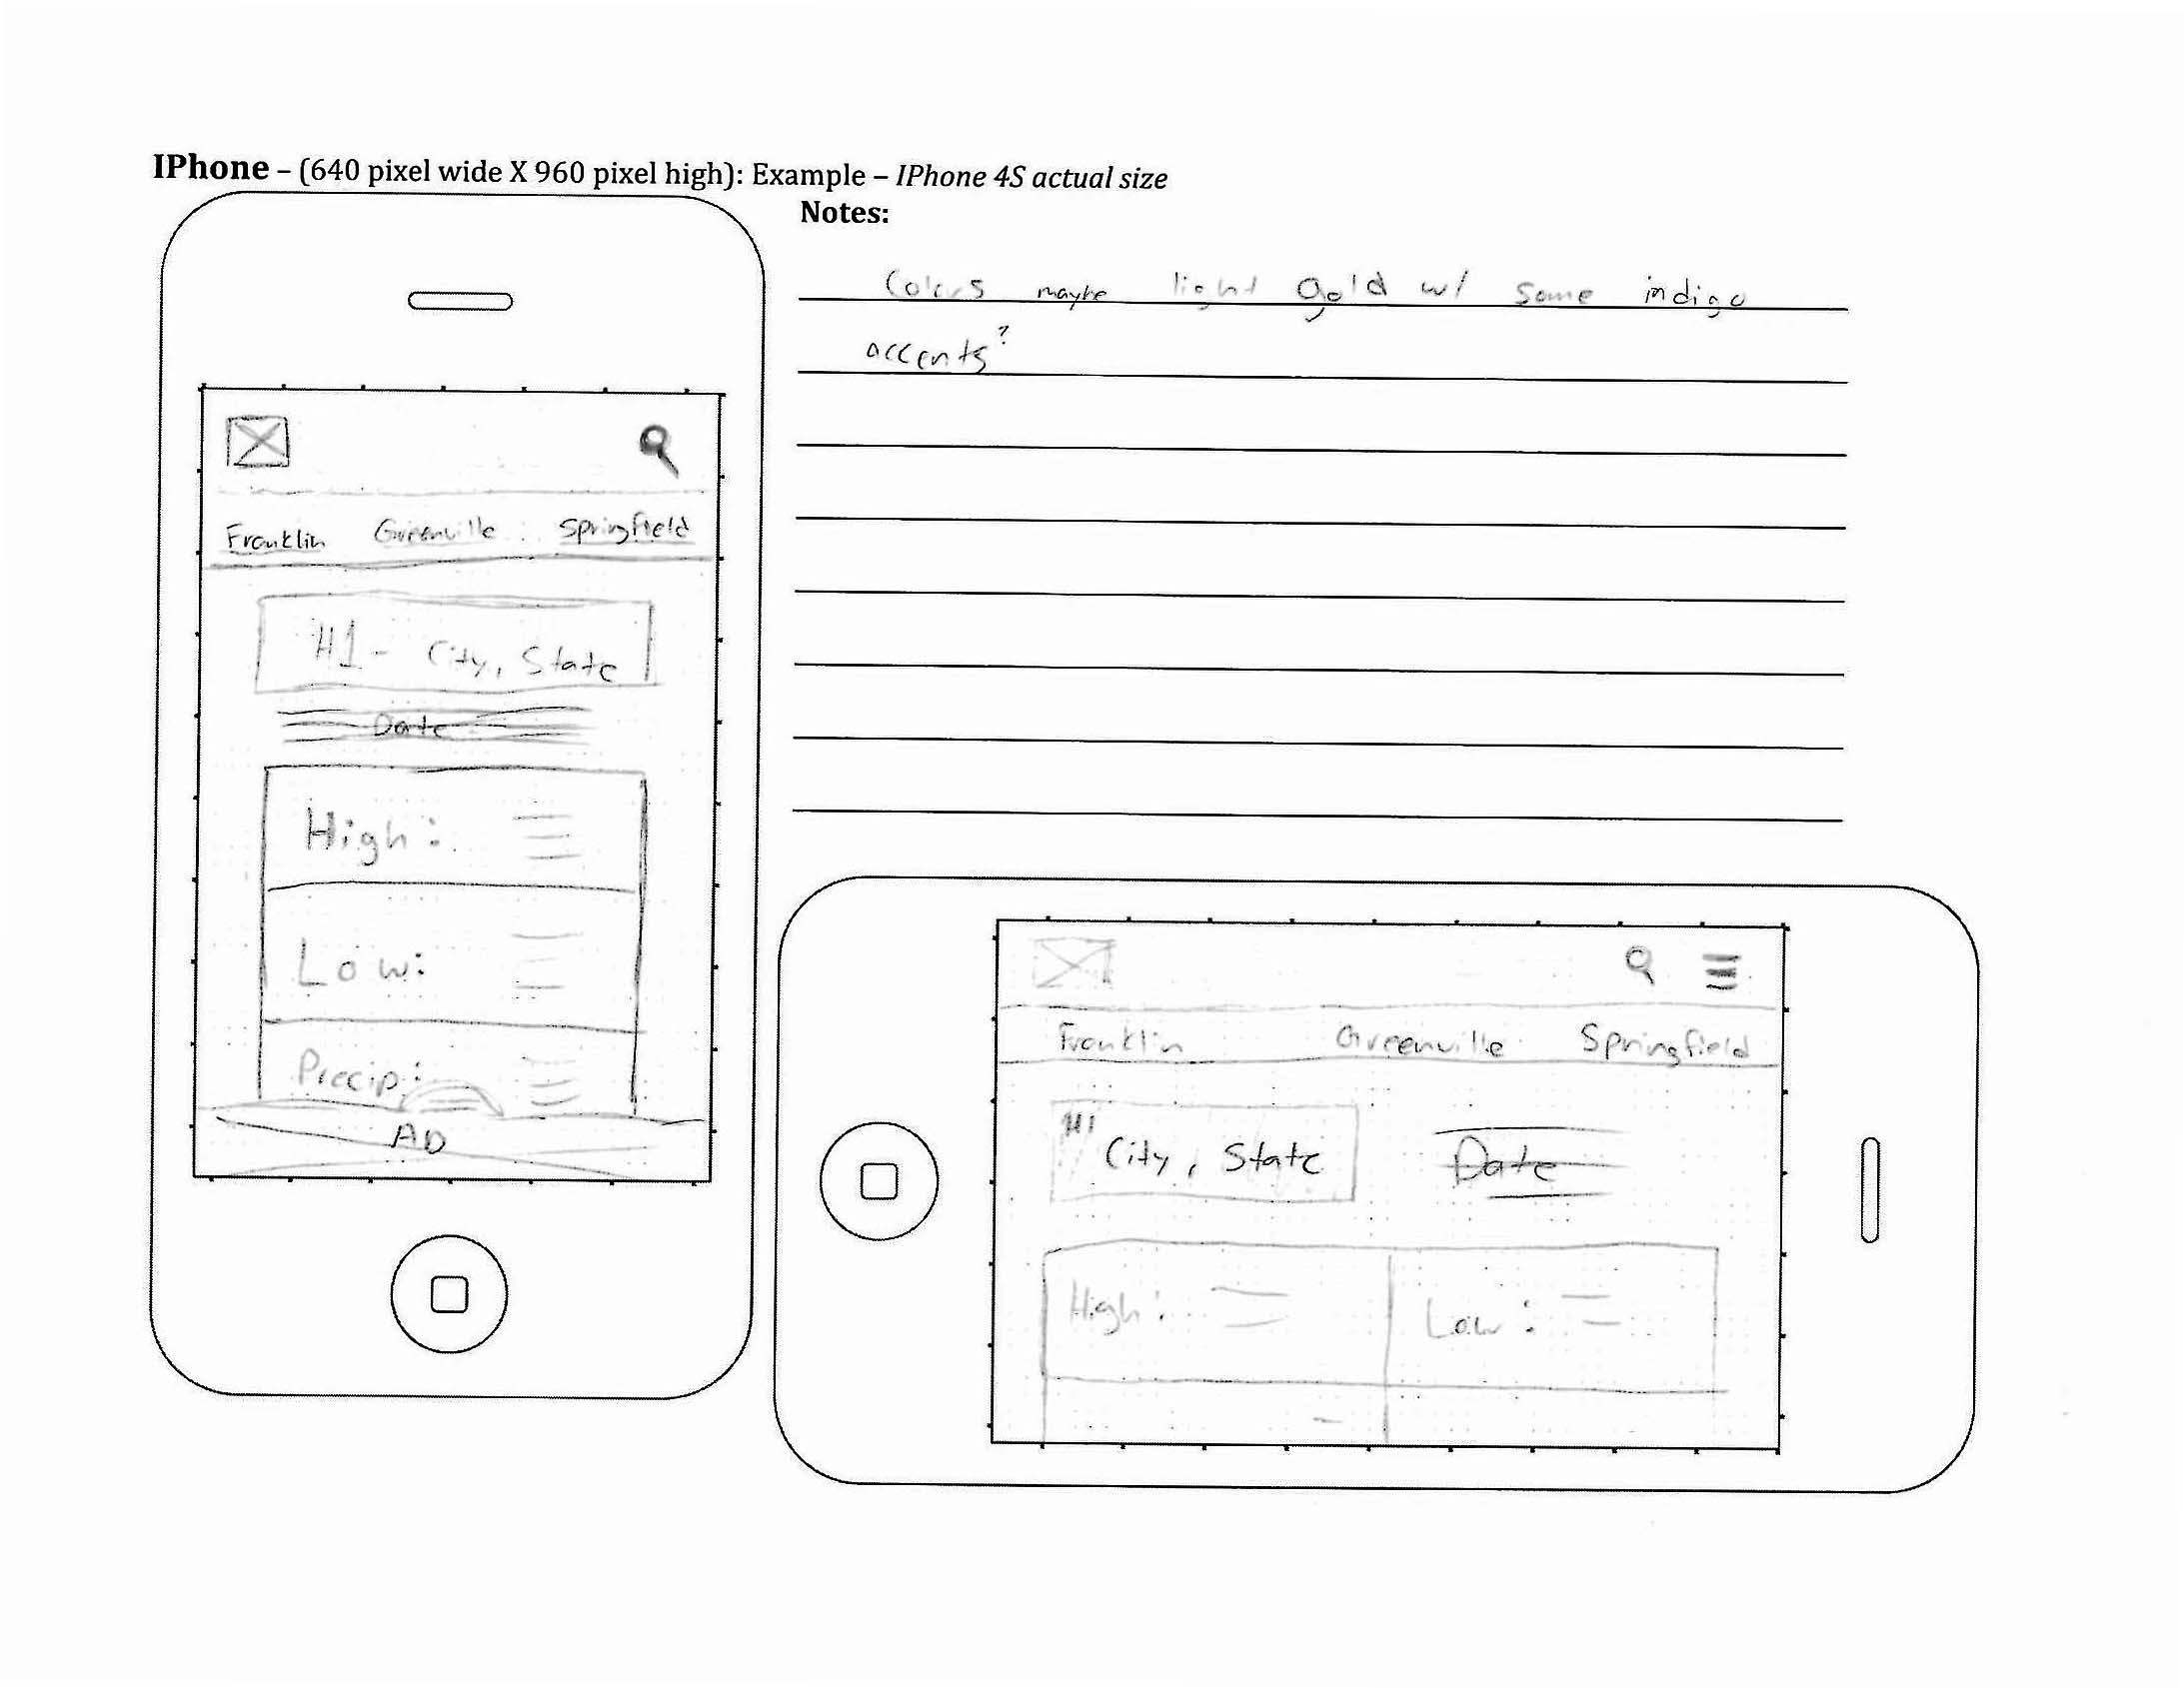 IPhone – (640 pixel wide X 960 pixel high): Example – IPhone 4S actual size
Notes:
Colors maybe light gold w/ some indigo
accents?
Franklin Greenville Springfield
H1 - City, State
Date
High:
Low:
Precip:
AD
Franklin Greenville Springfield
H1
City, State Date
High: Low: